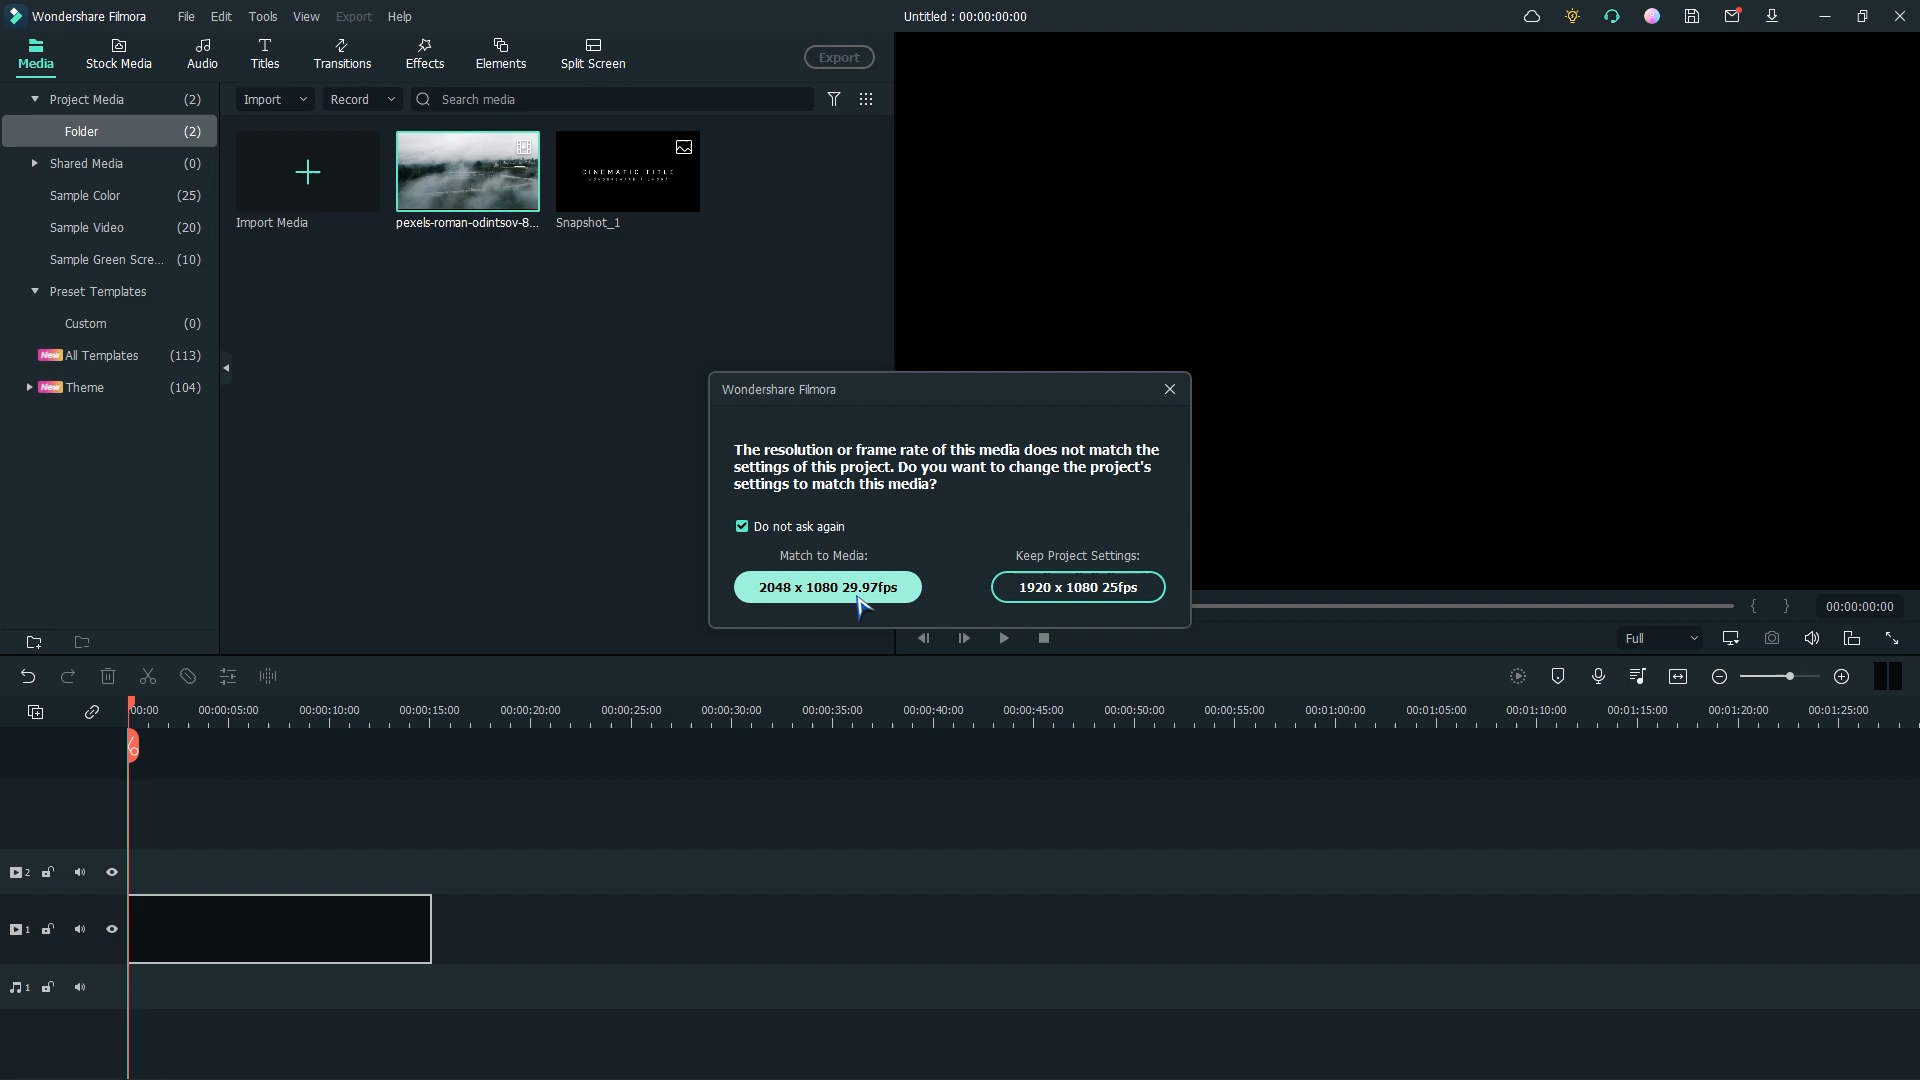 Wondershare Filmora File Edit Tools View Export Help Untitled : 00:00:00:00
Media Stock Media Audio Titles Transitions Effects Elements Split Screen Export
Project Media (2)
Folder (2)
Shared Media (0)
Sample Color (25)
Sample Video (20)
Sample Green Scre... (10)
Preset Templates
Custom (0)
New All Templates (113)
New Theme (104)
Import Record Search media
CINEMATIC TITLE
WONDERSHARE FILMORA
Import Media pexels-roman-odintsov-8... Snapshot_1
Wondershare Filmora
The resolution or frame rate of this media does not match the
settings of this project. Do you want to change the project's
settings to match this media?
Do not ask again
Match to Media: Keep Project Settings:
2048 x 1080 29.97fps 1920 x 1080 25fps
{ } 00:00:00:00
Full
00:00 00:00:05:00 00:00:10:00 00:00:15:00 00:00:20:00 00:00:25:00 00:00:30:00 00:00:35:00 00:00:40:00 00:00:45:00 00:00:50:00 00:00:55:00 00:01:00:00 00:01:05:00 00:01:10:00 00:01:15:00 00:01:20:00 00:01:25:00
2
1
1